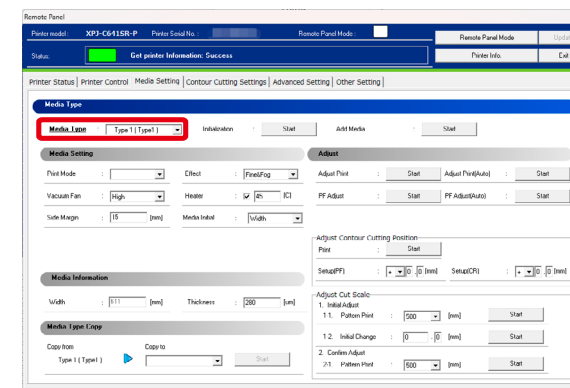 Remote Panel
Printer model : XPJ-C641SR-P Printer Serial No. : Remote Panel Mode : Remote Panel Mode
Status: Get printer Information: Success Printer Info. Exit
Printer Status | Printer Control | Media Setting | Contour Cutting Settings | Advanced Setting | Other Setting |
Media Type
Media Type : Type 1 ( Type1 ) Initialization : Start Add Media : Start
Media Setting Adjust
Print Mode : Effect : Fine&Fog Adjust Print : Start Adjust Print(Auto) : Start
Vacuum Fan : High Heater : 45 (C) PF Adjust : Start PF Adjust(Auto) : Start
Side Margin : 15 [mm] Media Initial : Width
Adjust Contour Cutting Position
Print : Start
Setup(PF) : + 0 . 0 [mm] Setup(CR) : + 0 . 0 [mm]
Media Information
Adjust Cut Scale
1. Initial Adjust
Width : [mm] Thickness : 280 [um] 1-1. Pattern Print : 500 [mm] Start
Media Type Copy 1-2. Initial Change : 0 . 0 [mm] Start
Copy from Copy to 2. Confirm Adjust
Type 1 ( Type1 ) Start 2-1. Pattern Print : 500 [mm] Start